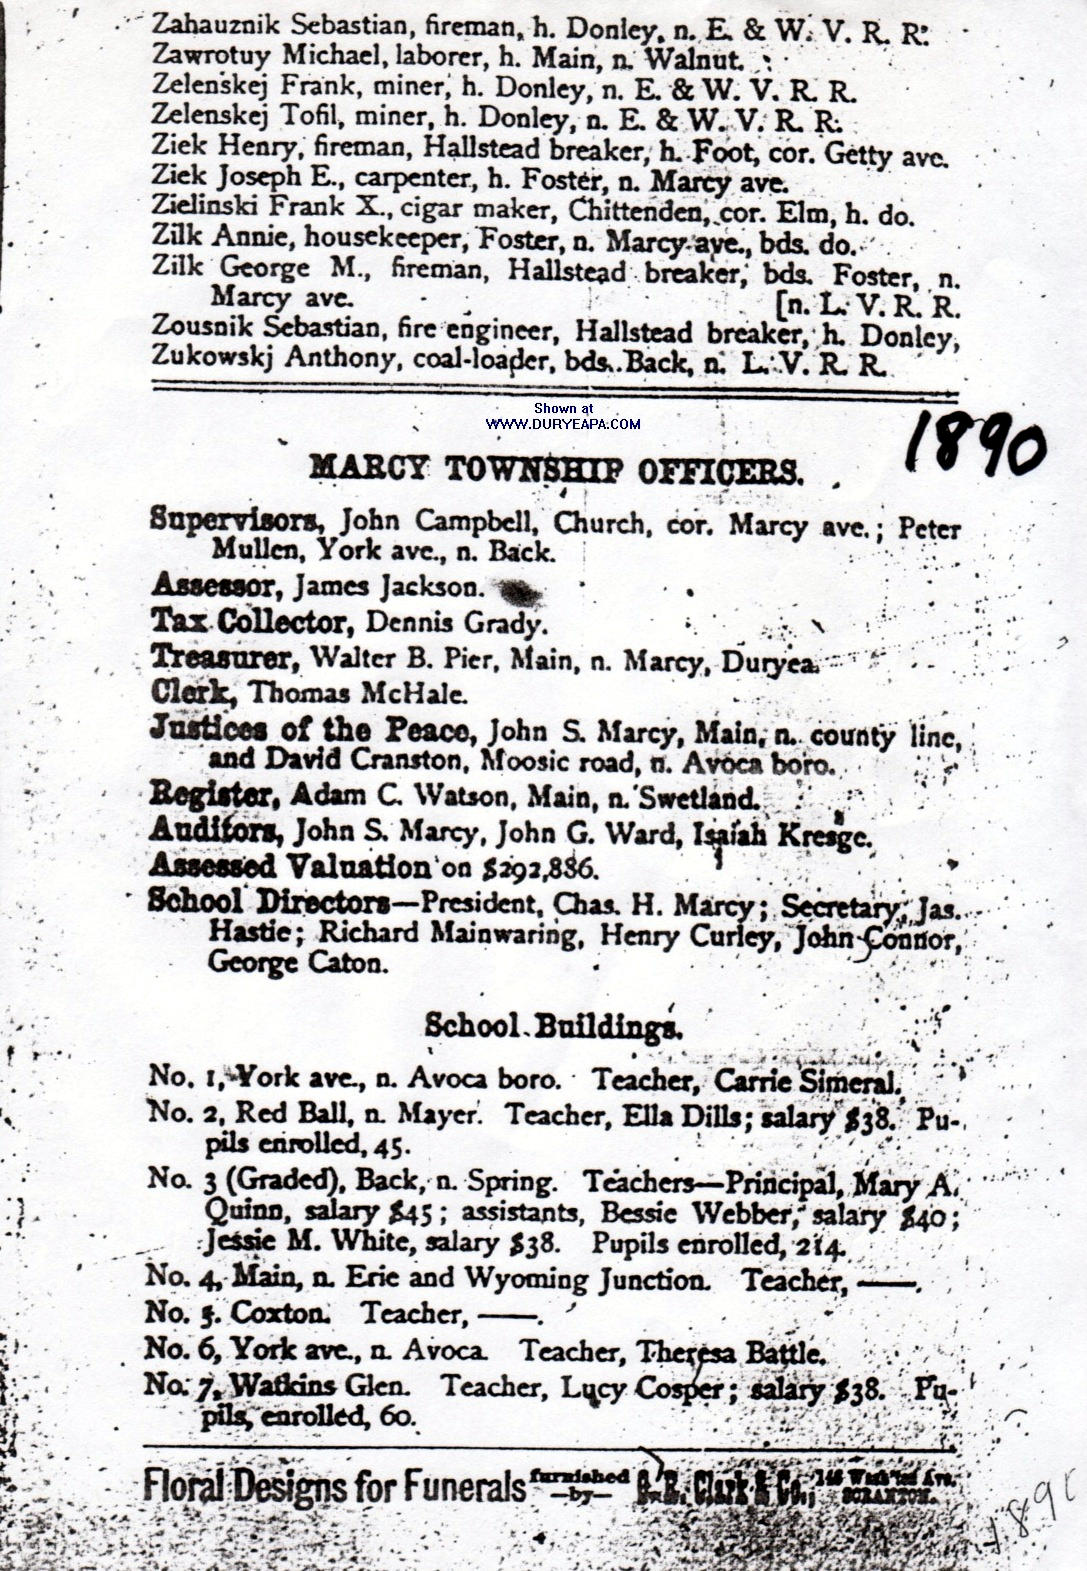 Zahauznik Sebastian, fireman, h. Donley, n. E. & W. V. R. R.
Zawrotuy Michael, laborer, h. Main, n. Walnut.
Zelenskej Frank, miner, h. Donley, n. E. & W. V. R. R.
Zelenskej Tofil, miner, h. Donley, n. E. & W. V. R. R.
Ziek Henry, fireman, Hallstead breaker, h. Foot, cor. Getty ave.
Ziek Joseph E., carpenter, h. Foster, n. Marcy ave.
Zielinski Frank X., cigar maker, Chittenden, cor. Elm, h. do.
Zilk Annie, housekeeper, Foster, n. Marcy ave., bds. do.
Zilk George M., fireman, Hallstead breaker, bds. Foster, n.
Marcy ave. [n. L. V. R. R.
Zousnik Sebastian, fire engineer, Hallstead breaker, h. Donley,
Zukowskj Anthony, coal-loader, bds. Back, n. L. V. R. R.
Shown at
WWW.DURYEAPA.COM
1890
MARCY TOWNSHIP OFFICERS.
Supervisors, John Campbell, Church, cor. Marcy ave.; Peter
Mullen, York ave., n. Back.
Assessor, James Jackson.
Tax Collector, Dennis Grady.
Treasurer, Walter B. Pier, Main, n. Marcy, Duryea.
Clerk, Thomas McHale.
Justices of the Peace, John S. Marcy, Main, n. county line,
and David Cranston, Moosic road, n. Avoca boro.
Register, Adam C. Watson, Main, n. Swetland.
Auditors, John S. Marcy, John G. Ward, Isaiah Kresge.
Assessed Valuation on $292,886.
School Directors—President, Chas. H. Marcy; Secretary, Jas.
Hastie; Richard Mainwaring, Henry Curley, John Connor,
George Caton.
School Buildings.
No. 1, York ave., n. Avoca boro. Teacher, Carrie Simeral.
No. 2, Red Ball, n. Mayer. Teacher, Ella Dills; salary $38. Pu-
pils enrolled, 45.
No. 3 (Graded), Back, n. Spring. Teachers—Principal, Mary A.
Quinn, salary $45; assistants, Bessie Webber, salary $40;
Jessie M. White, salary $38. Pupils enrolled, 214.
No. 4, Main, n. Erie and Wyoming Junction. Teacher, ——.
No. 5. Coxton. Teacher, ——.
No. 6, York ave., n. Avoca. Teacher, Theresa Battle.
No. 7, Watkins Glen. Teacher, Lucy Cosper; salary $38. Pu-
pils, enrolled, 60.
Floral Designs for Funerals furnished —by— Clark & Co., 146 Ave. SCRANTON.